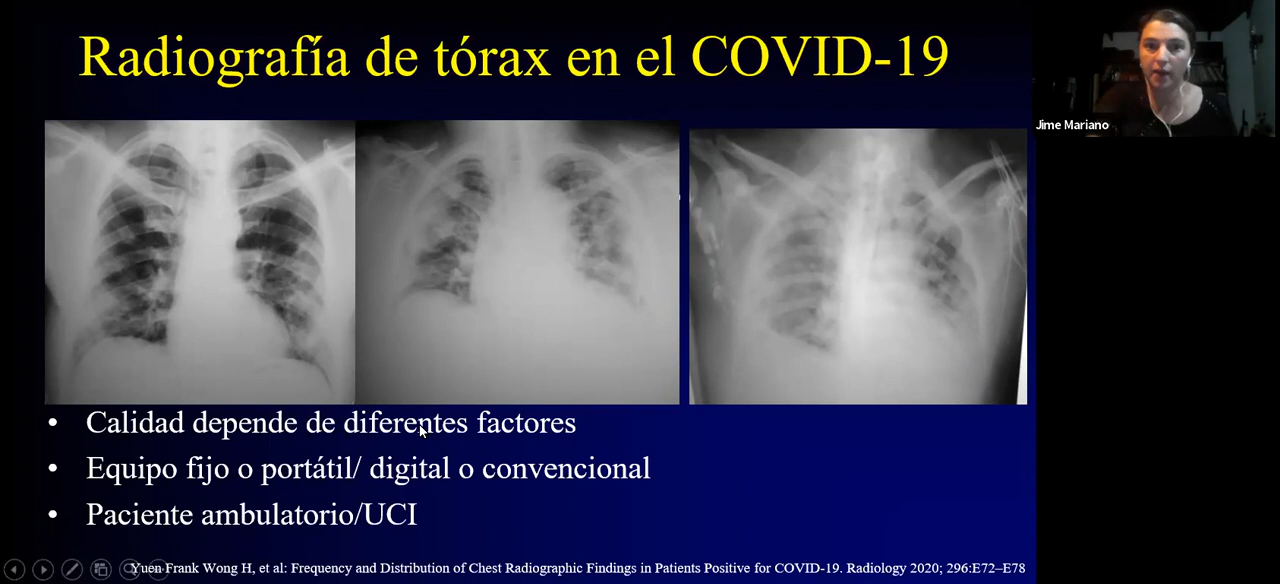 Radiografía de tórax en el COVID-19
Jime Mariano
• Calidad depende de diferentes factores
• Equipo fijo o portátil/ digital o convencional
• Paciente ambulatorio/UCI
Yuen Frank Wong H, et al: Frequency and Distribution of Chest Radiographic Findings in Patients Positive for COVID-19. Radiology 2020; 296:E72–E78